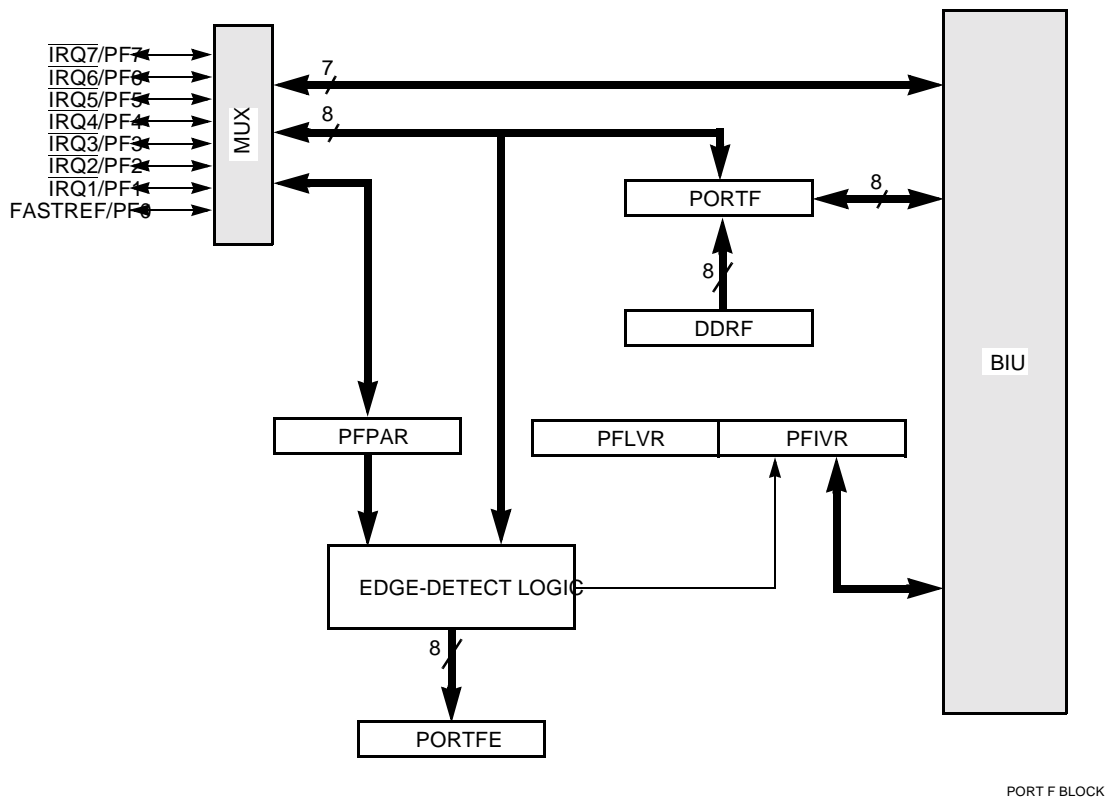 IRQ7/PF7
IRQ6/PF6
IRQ5/PF5
IRQ4/PF4
IRQ3/PF3
IRQ2/PF2
IRQ1/PF1
FASTREF/PF0
MUX
7
8
PORTF
8
8
DDRF
BIU
PFPAR
PFLVR
PFIVR
EDGE-DETECT LOGIC
8
PORTFE
PORT F BLOCK